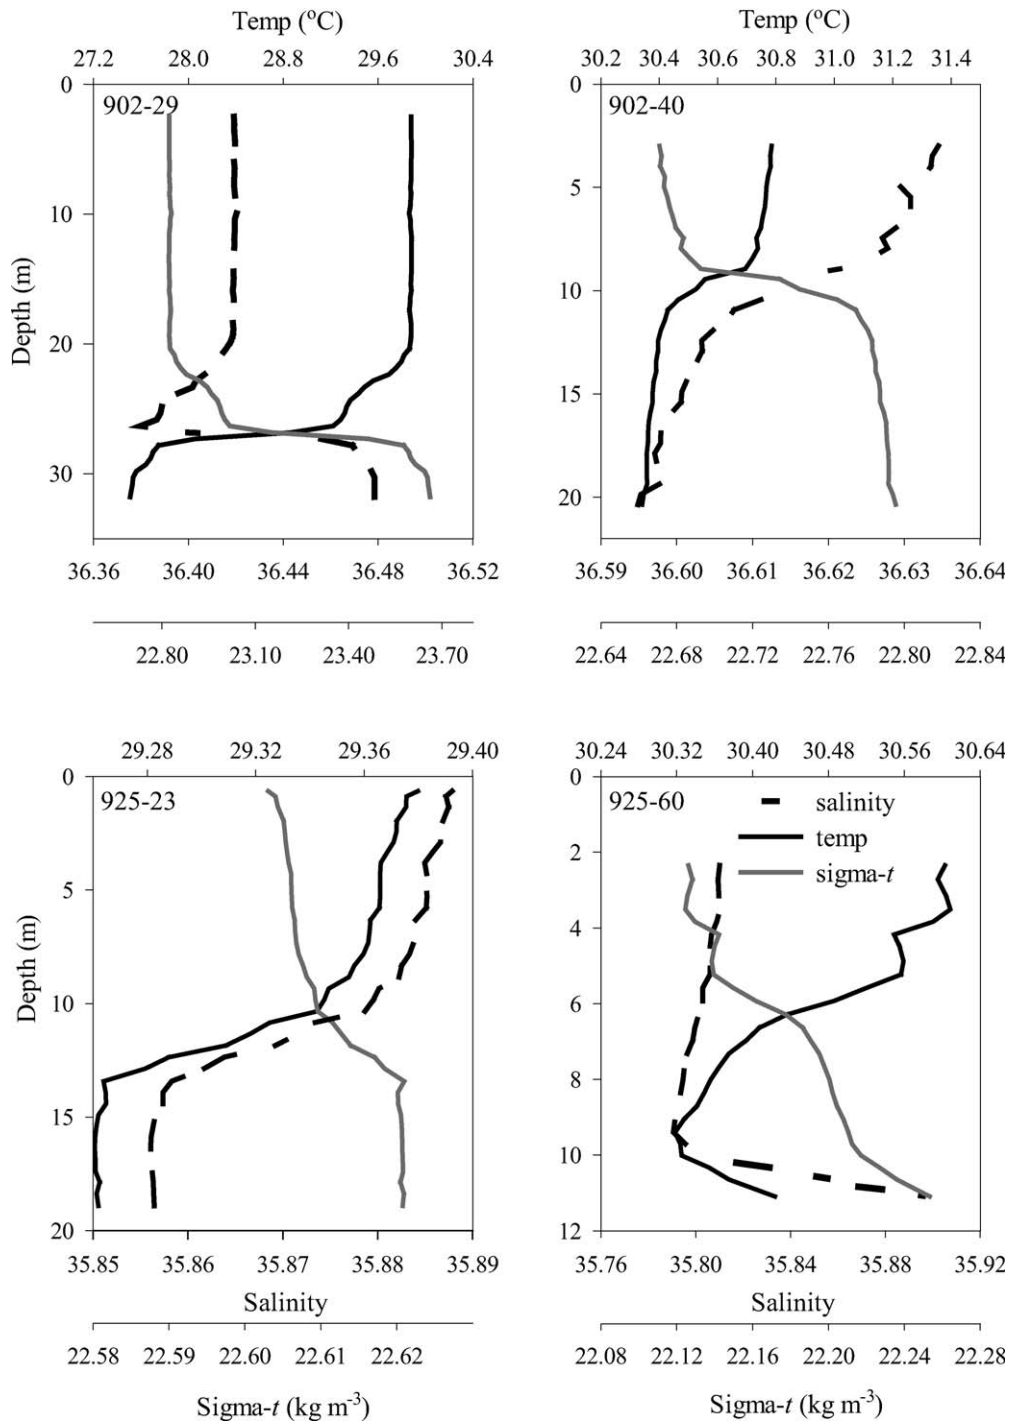 Temp (ºC)
27.2 28.0 28.8 29.6 30.4
0
10
20
30
Depth (m)
902-29
36.36 36.40 36.44 36.48 36.52
22.80 23.10 23.40 23.70
Temp (ºC)
30.2 30.4 30.6 30.8 31.0 31.2 31.4
0
5
10
15
20
902-40
36.59 36.60 36.61 36.62 36.63 36.64
22.64 22.68 22.72 22.76 22.80 22.84
29.28 29.32 29.36 29.40
0
5
10
15
20
Depth (m)
925-23
35.85 35.86 35.87 35.88 35.89
Salinity
22.58 22.59 22.60 22.61 22.62
Sigma-t (kg m-3)
30.24 30.32 30.40 30.48 30.56 30.64
0
2
4
6
8
10
12
925-60
salinity
temp
sigma-t
35.76 35.80 35.84 35.88 35.92
Salinity
22.08 22.12 22.16 22.20 22.24 22.28
Sigma-t (kg m-3)